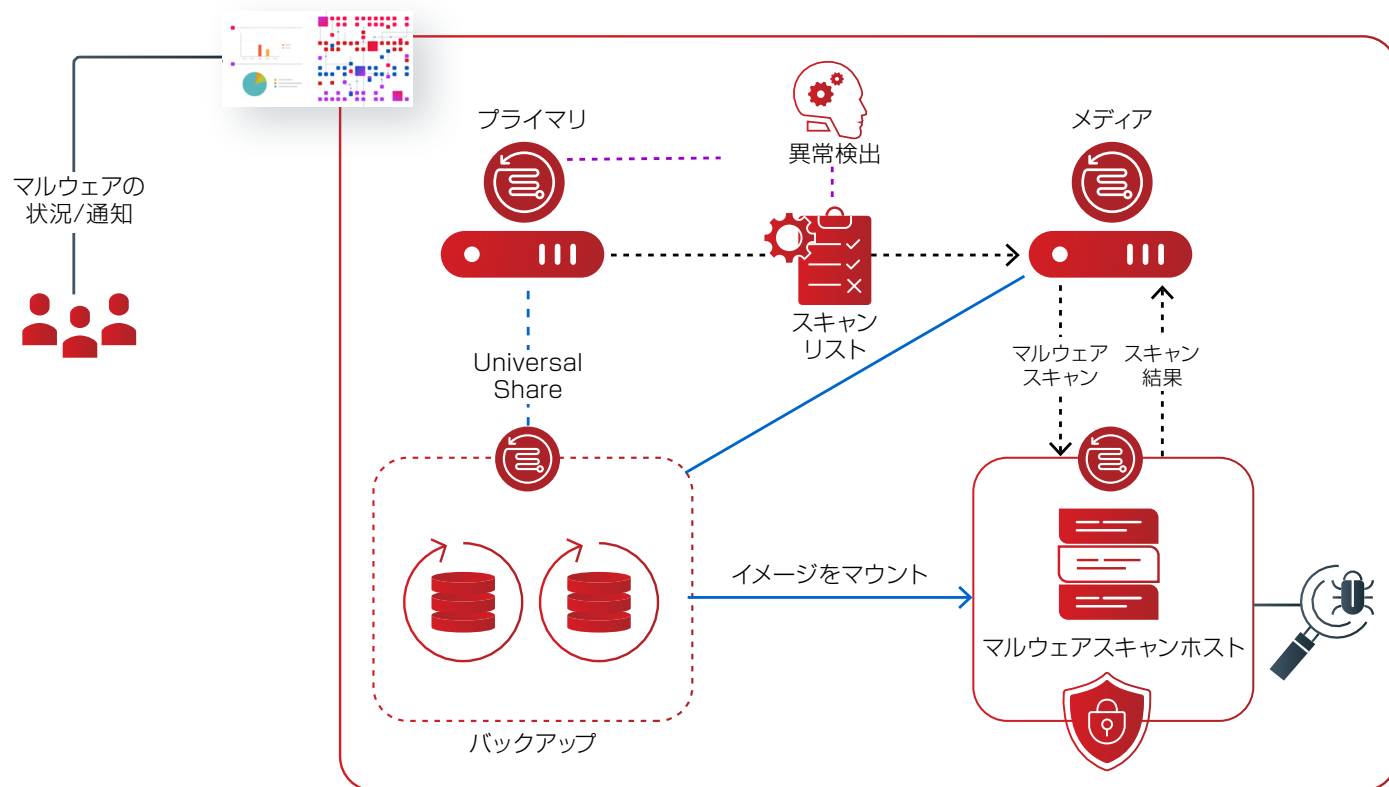 プライマリ
異常検出
メディア
マルウェアの
状況/通知
スキャン
リスト
Universal
Share
マルウェア
スキャン
スキャン
結果
イメージをマウント
マルウェアスキャンホスト
バックアップ